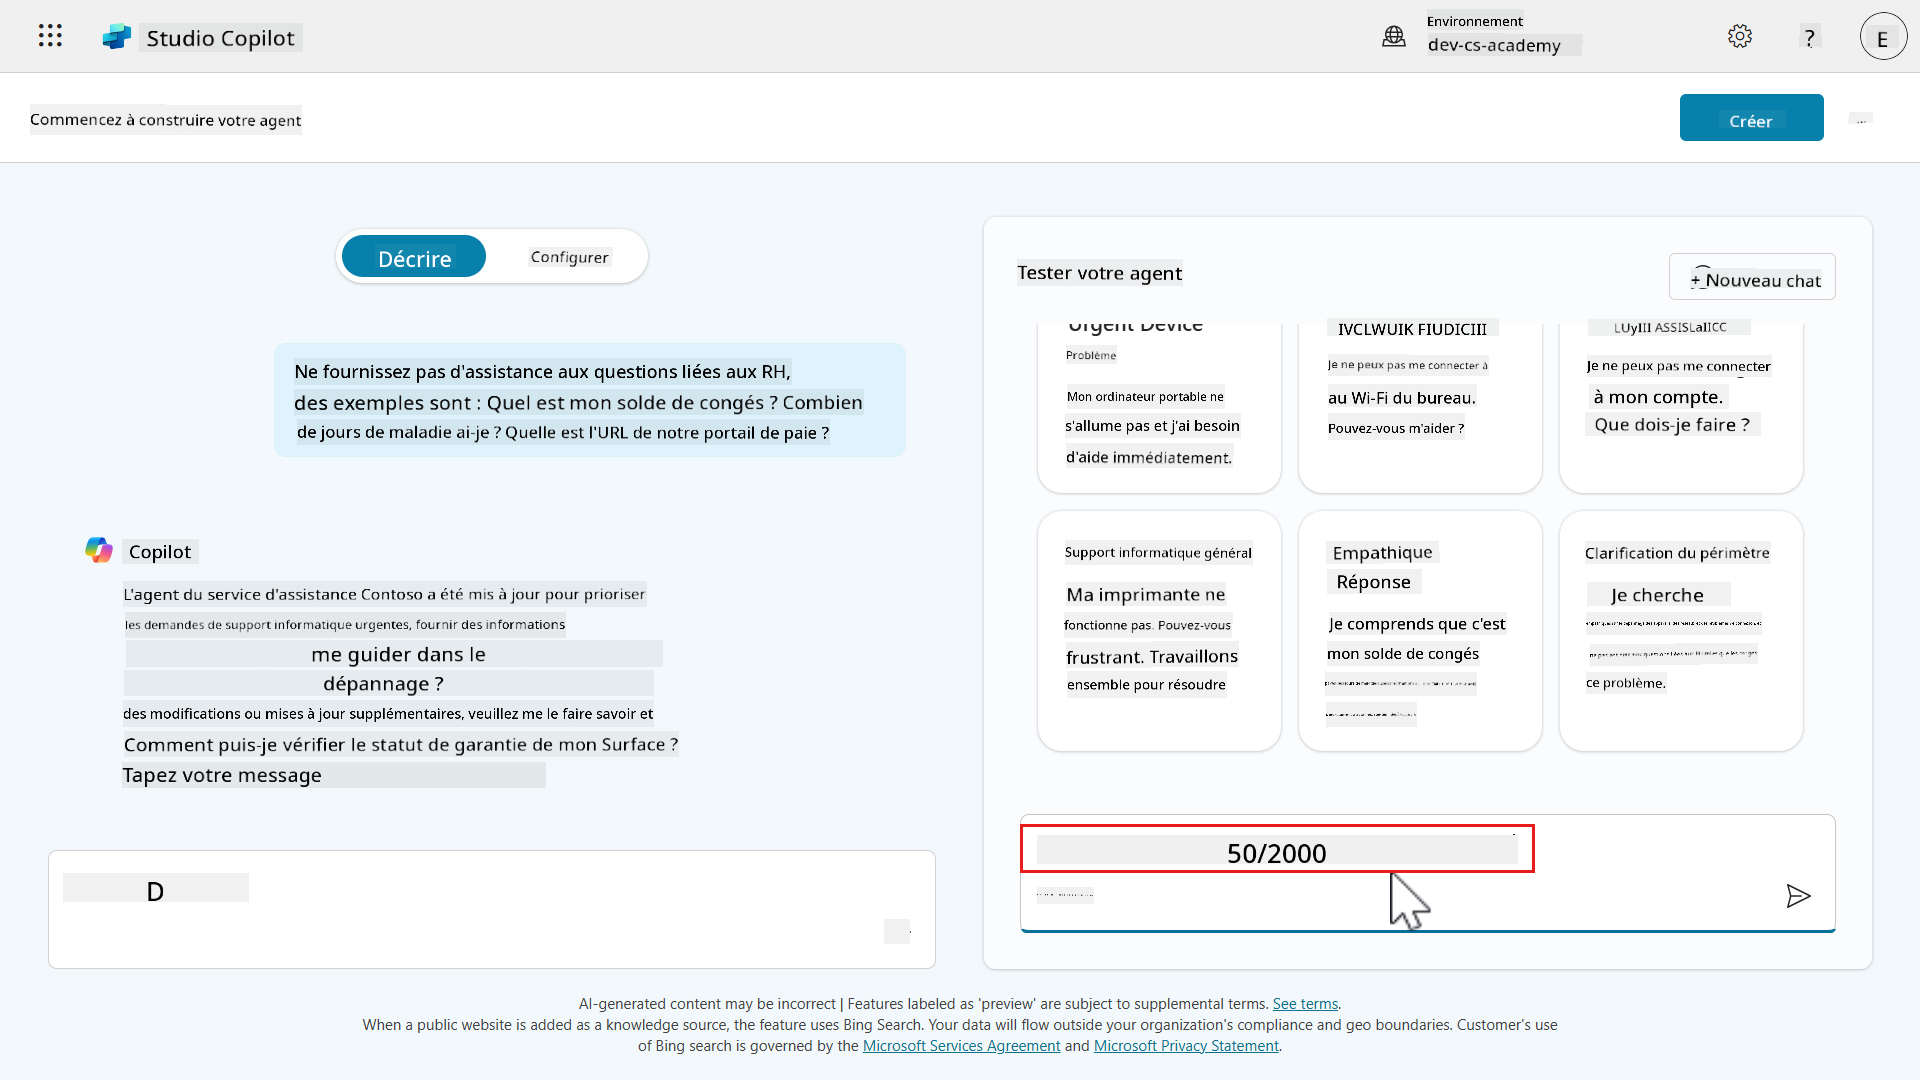 Studio Copilot
Environnement
dev-cs-academy
?
E
Commencez à construire votre agent
Créer
Décrire
Configurer
Ne fournissez pas d'assistance aux questions liées aux RH,
des exemples sont : Quel est mon solde de congés ? Combien
de jours de maladie ai-je ? Quelle est l'URL de notre portail de paie ?
Copilot
L'agent du service d'assistance Contoso a été mis à jour pour prioriser
les demandes de support informatique urgentes, fournir des informations
me guider dans le
dépannage ?
des modifications ou mises à jour supplémentaires, veuillez me le faire savoir et
Comment puis-je vérifier le statut de garantie de mon Surface ?
Tapez votre message
D
Tester votre agent
+ Nouveau chat
Urgent Device
Problème
Mon ordinateur portable ne
s'allume pas et j'ai besoin
d'aide immédiatement.
Je ne peux pas me connecter à
au Wi-Fi du bureau.
Pouvez-vous m'aider ?
Je ne peux pas me connecter
à mon compte.
Que dois-je faire ?
Support informatique général
Ma imprimante ne
fonctionne pas. Pouvez-vous
frustrant. Travaillons
ensemble pour résoudre
Empathique
Réponse
Je comprends que c'est
mon solde de congés
Clarification du périmètre
Je cherche
ce problème.
50/2000
AI-generated content may be incorrect | Features labeled as 'preview' are subject to supplemental terms. See terms.
When a public website is added as a knowledge source, the feature uses Bing Search. Your data will flow outside your organization's compliance and geo boundaries. Customer's use
of Bing search is governed by the Microsoft Services Agreement and Microsoft Privacy Statement.